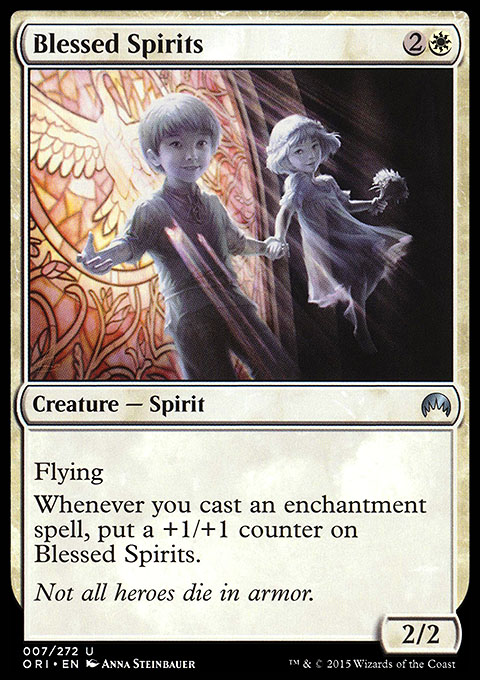 Blessed Spirits 2
Creature — Spirit
Flying
Whenever you cast an enchantment
spell, put a +1/+1 counter on
Blessed Spirits.
Not all heroes die in armor.
2/2
007/272 U
ORI • EN Anna Steinbauer
™ & © 2015 Wizards of the Coast